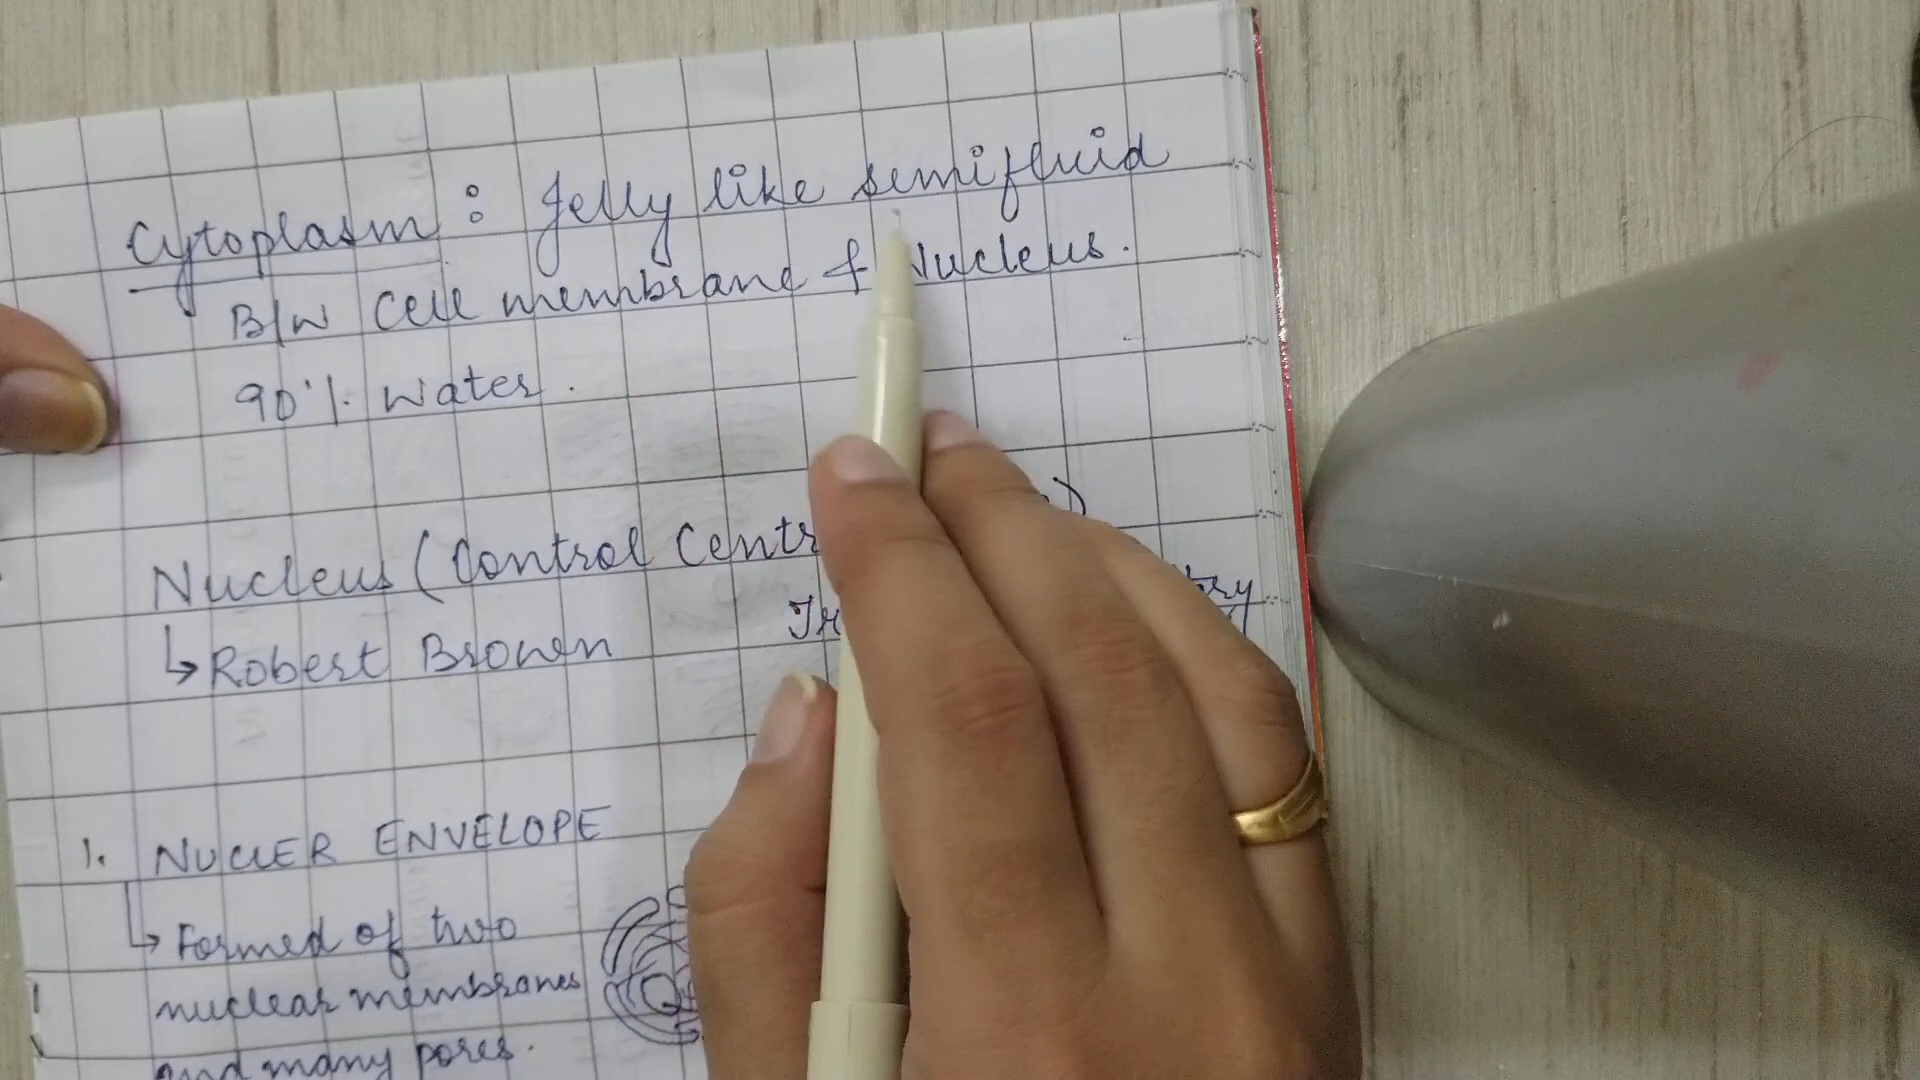 Cytoplasm : Jelly like semifluid
B/W Cell membrane & Nucleus.
90% Water.
Nucleus (Control Centr
↳ Robert Brown
1. NUCLER ENVELOPE
↳ Formed of two
nuclear membranes
and many pores.